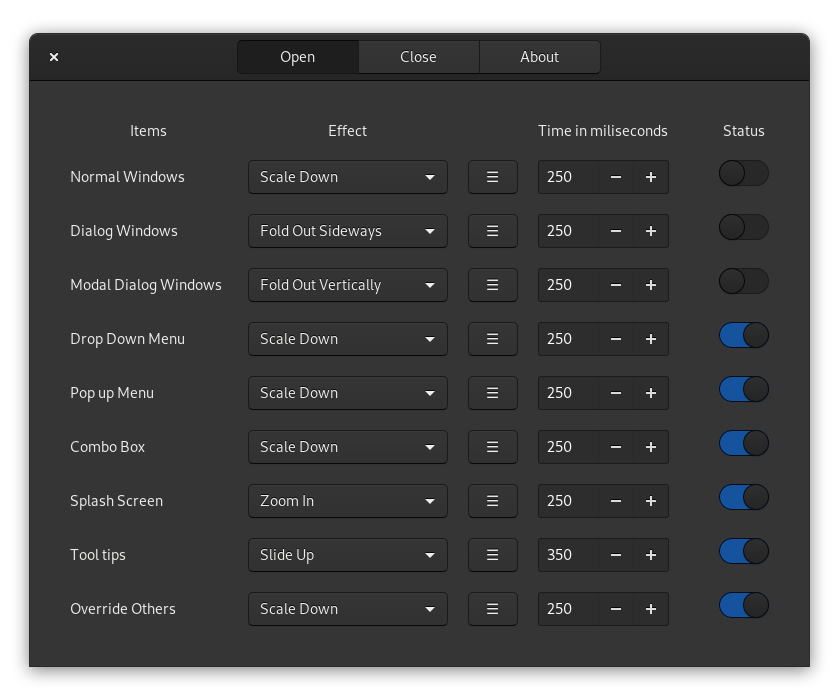 Open Close About
Items Effect Time in miliseconds Status
Normal Windows Scale Down 250
Dialog Windows Fold Out Sideways 250
Modal Dialog Windows Fold Out Vertically 250
Drop Down Menu Scale Down 250
Pop up Menu Scale Down 250
Combo Box Scale Down 250
Splash Screen Zoom In 250
Tool tips Slide Up 350
Override Others Scale Down 250